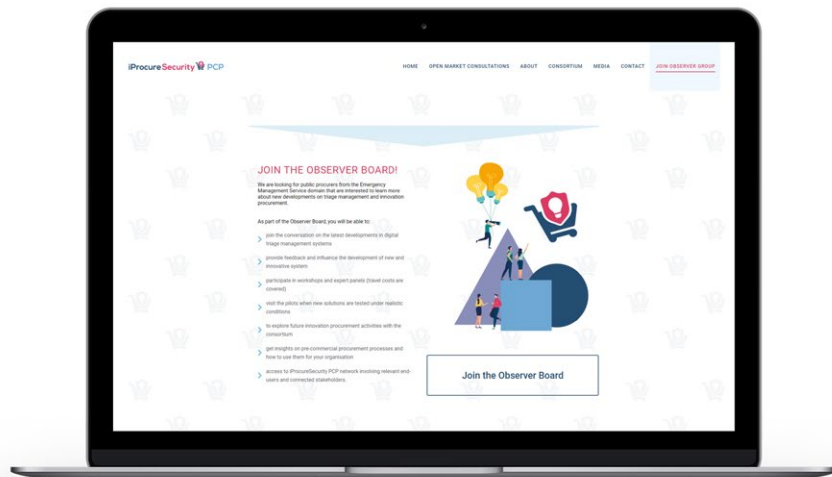 iProcureSecurity PCP
HOME OPEN MARKET CONSULTATIONS ABOUT CONSORTIUM MEDIA CONTACT JOIN OBSERVER GROUP
JOIN THE OBSERVER BOARD!
We are looking for public procurers from the Emergency
Management Service domain that are interested to learn more
about new developments on triage management and innovation
procurement.
As part of the Observer Board, you will be able to:
join the conversation on the latest developments in digital
triage management systems
provide feedback and influence the development of new and
innovative system
participate in workshops and expert panels (travel costs are
covered)
visit the pilots when new solutions are tested under realistic
conditions
to explore future innovation procurement activities with the
consortium
get insights on pre-commercial procurement processes and
how to use them for your organisation
access to iProcureSecurity PCP network involving relevant end-
users and connected stakeholders.
Join the Observer Board